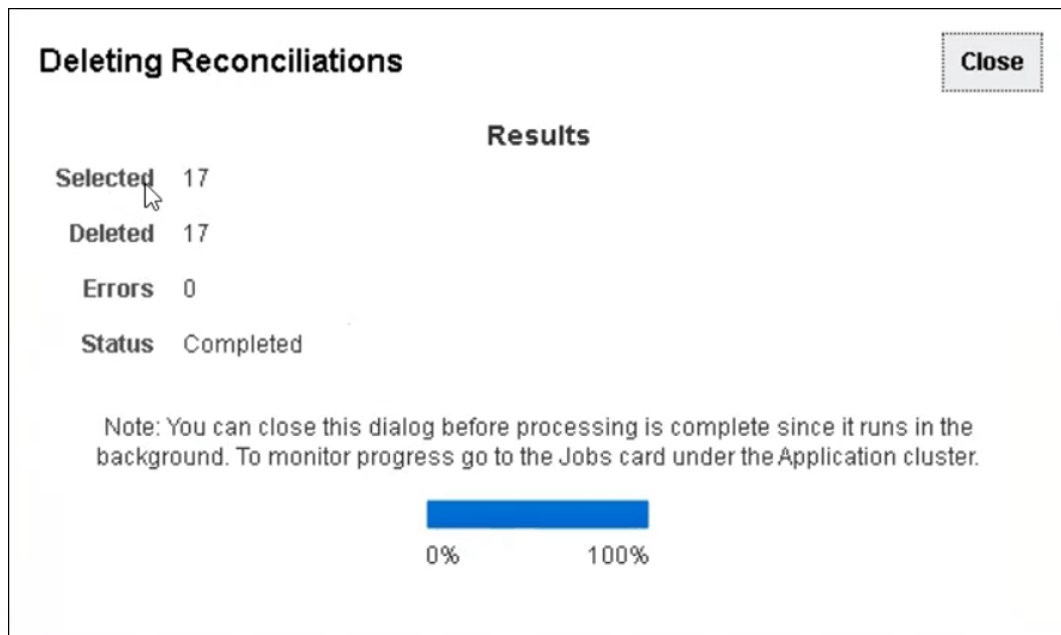 Deleting Reconciliations
Close
Results
Selected 17
Deleted 17
Errors 0
Status Completed
Note: You can close this dialog before processing is complete since it runs in the
background. To monitor progress go to the Jobs card under the Application cluster.
0% 100%